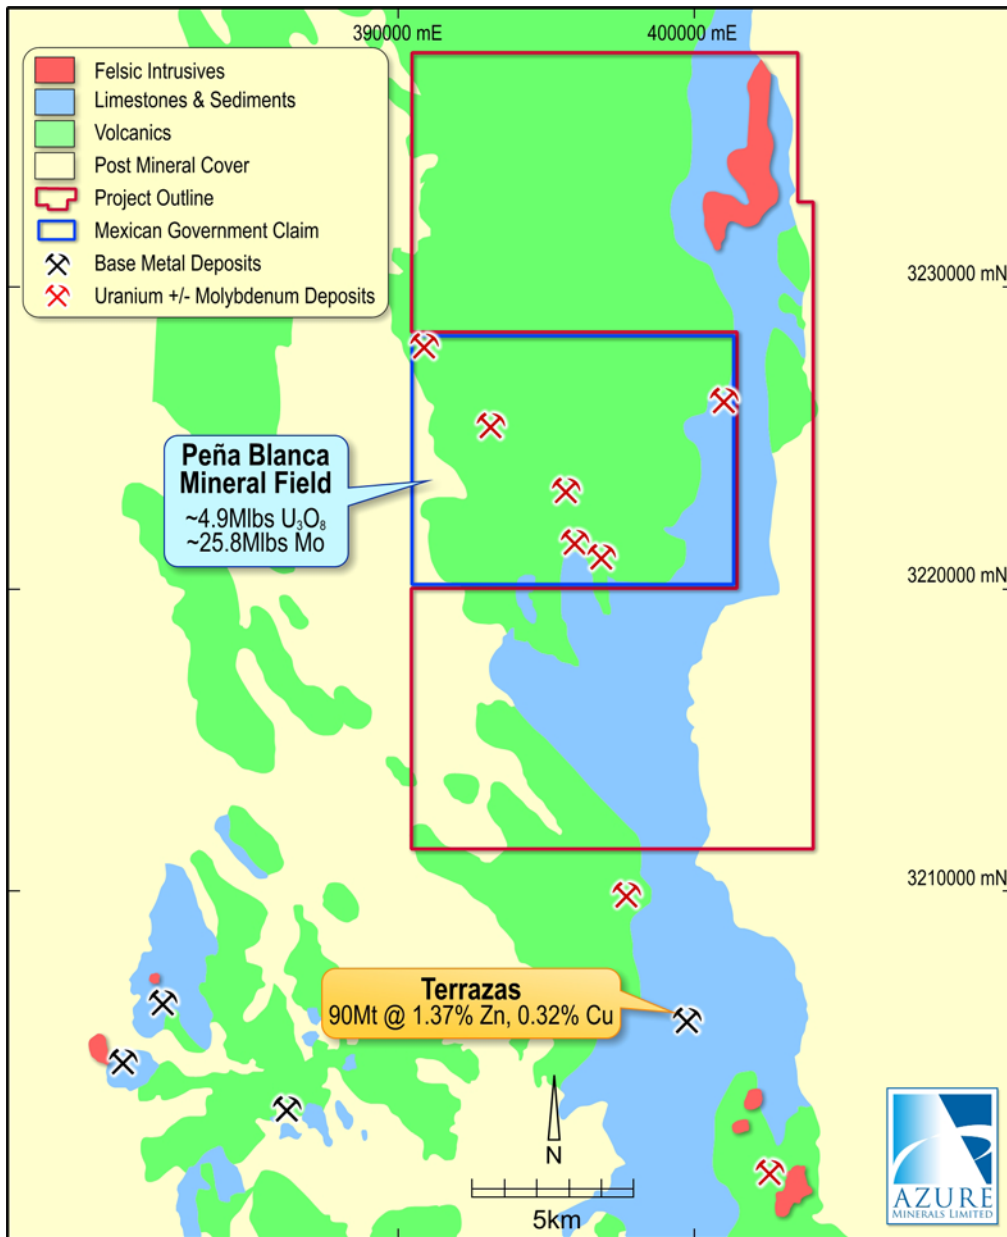 390000 mE
400000 mE
Felsic Intrusives
Limestones & Sediments
Volcanics
Post Mineral Cover
Project Outline
Mexican Government Claim
Base Metal Deposits
Uranium +/- Molybdenum Deposits
3230000 mN
Peña Blanca
Mineral Field
~4.9Mlbs U₃O₈
~25.8Mlbs Mo
3220000 mN
3210000 mN
Terrazas
90Mt @ 1.37% Zn, 0.32% Cu
N
5km
AZURE
MINERALS LIMITED